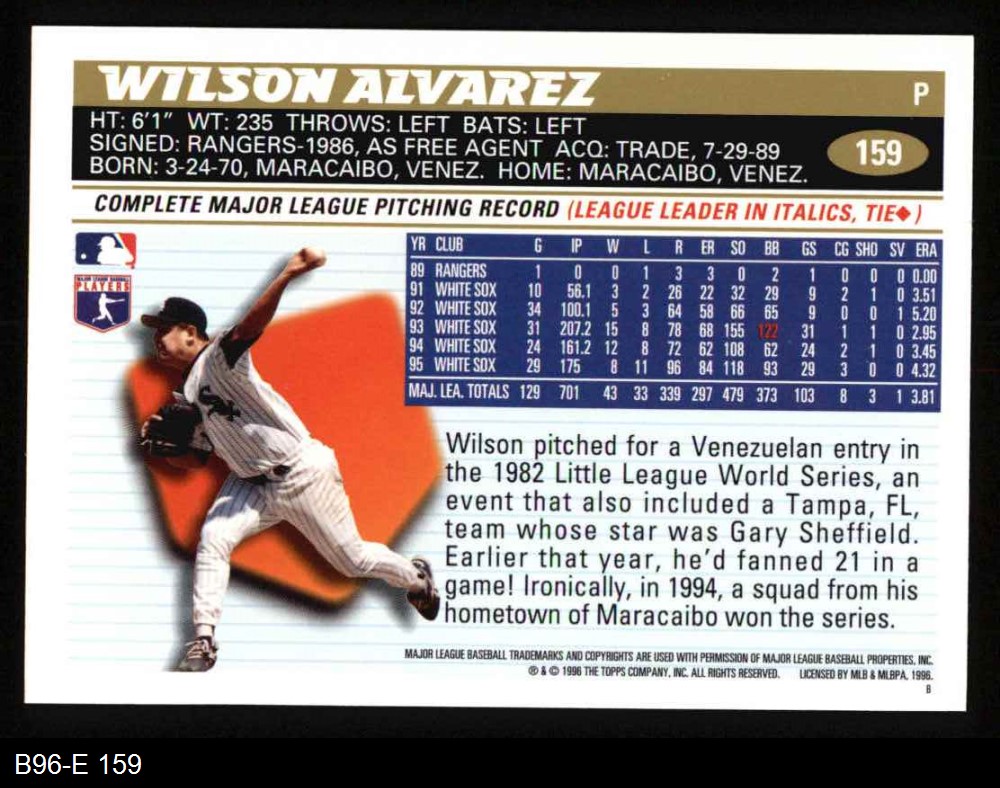 WILSON ALVAREZ P
HT: 6'1" WT: 235 THROWS: LEFT BATS: LEFT
SIGNED: RANGERS-1986, AS FREE AGENT ACQ: TRADE, 7-29-89
BORN: 3-24-70, MARACAIBO, VENEZ. HOME: MARACAIBO, VENEZ.
159
COMPLETE MAJOR LEAGUE PITCHING RECORD (LEAGUE LEADER IN ITALICS, TIE◆)
YR CLUB G IP W L R ER SO BB GS CG SHO SV ERA
89 RANGERS 1 0 0 1 3 3 0 2 1 0 0 0 0.00
91 WHITE SOX 10 56.1 3 2 26 22 32 29 9 2 1 0 3.51
92 WHITE SOX 34 100.1 5 3 64 58 66 65 9 0 0 1 5.20
93 WHITE SOX 31 207.2 15 8 78 68 155 122 31 1 1 0 2.95
94 WHITE SOX 24 161.2 12 8 72 62 108 62 24 2 1 0 3.45
95 WHITE SOX 29 175 8 11 96 84 118 93 29 3 0 0 4.32
MAJ. LEA. TOTALS 129 701 43 33 339 297 479 373 103 8 3 1 3.81
MAJOR LEAGUE BASEBALL
PLAYERS
Sox
Wilson pitched for a Venezuelan entry in
the 1982 Little League World Series, an
event that also included a Tampa, FL,
team whose star was Gary Sheffield.
Earlier that year, he'd fanned 21 in a
game! Ironically, in 1994, a squad from his
hometown of Maracaibo won the series.
MAJOR LEAGUE BASEBALL TRADEMARKS AND COPYRIGHTS ARE USED WITH PERMISSION OF MAJOR LEAGUE BASEBALL PROPERTIES, INC.
® & © 1996 THE TOPPS COMPANY, INC. ALL RIGHTS RESERVED. LICENSED BY MLB & MLBPA, 1996.
B
B96-E 159